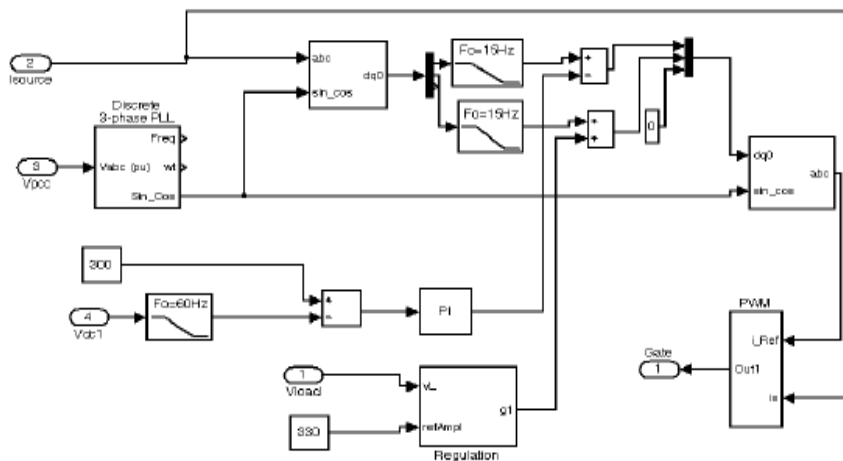 2
Isource
abc
sin_cos
dq0
Fo=15Hz
Fo=15Hz
+
−
+
+
0
Discrete
3-phase PLL
Freq
Vabc (pu)
wt
Sin_Cos
3
Vpcc
dq0
sin_cos
abc
300
Fo=60Hz
4
+
−
PI
PWM
i_Ref
Out1
is
Gate
1
1
Vload
vL
refAmpl
g1
330
Regulation